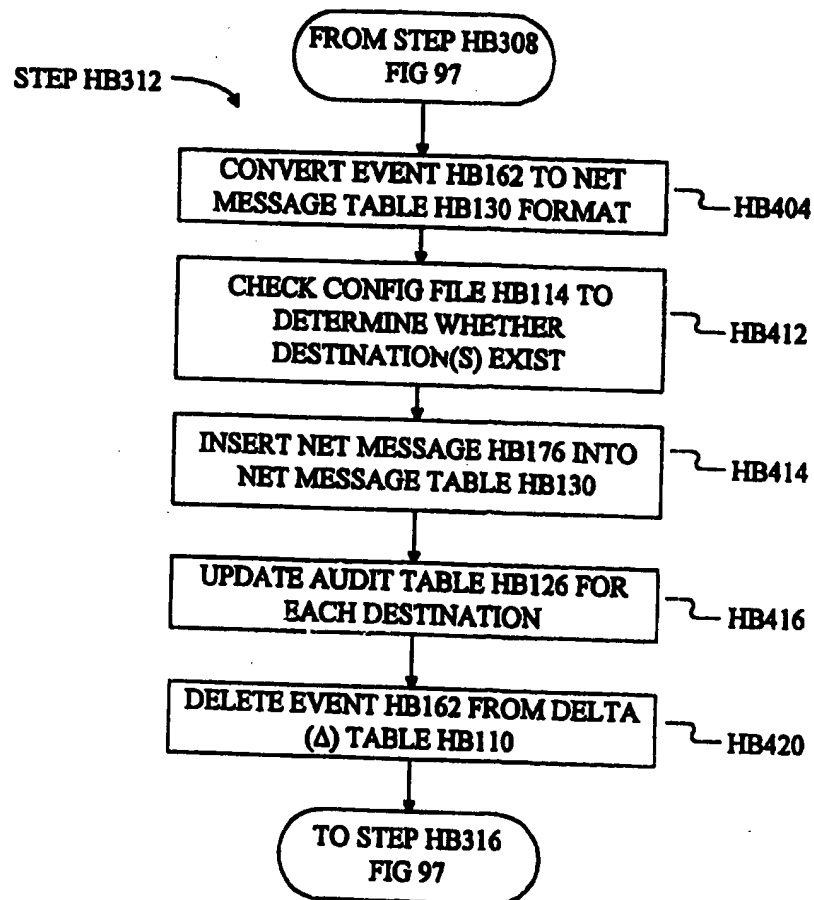 FROM STEP HB308
FIG 97
STEP HB312
CONVERT EVENT HB162 TO NET
MESSAGE TABLE HB130 FORMAT
HB404
CHECK CONFIG FILE HB114 TO
DETERMINE WHETHER
DESTINATION(S) EXIST
HB412
INSERT NET MESSAGE HB176 INTO
NET MESSAGE TABLE HB130
HB414
UPDATE AUDIT TABLE HB126 FOR
EACH DESTINATION
HB416
DELETE EVENT HB162 FROM DELTA
(Δ) TABLE HB110
HB420
TO STEP HB316
FIG 97